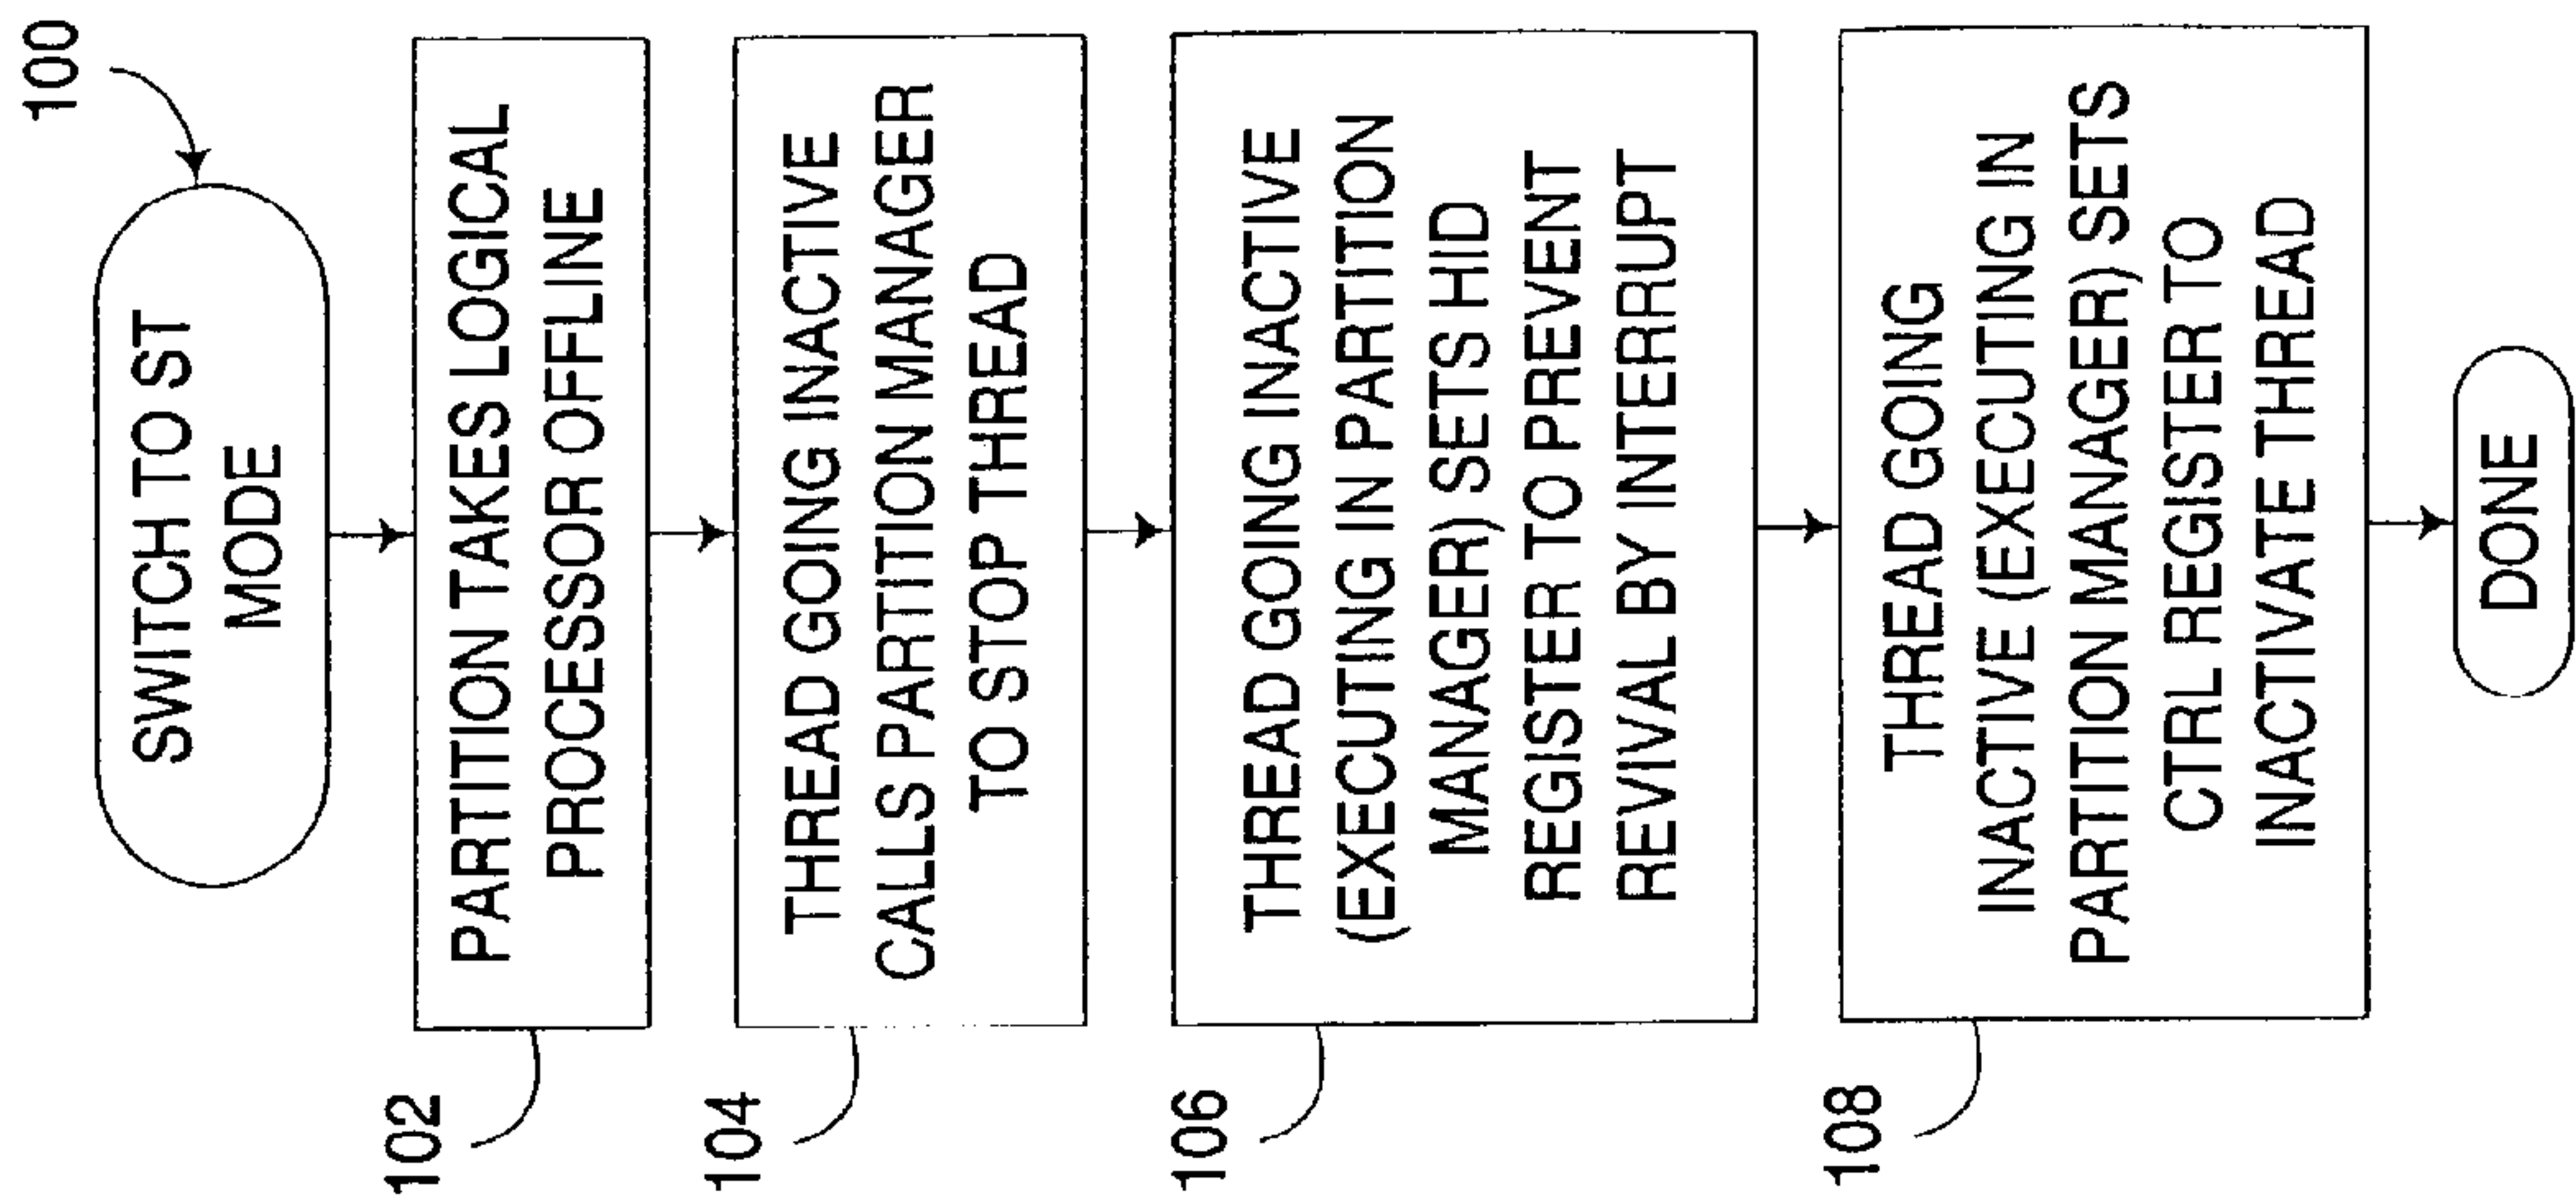 100
SWITCH TO ST
MODE
102
PARTITION TAKES LOGICAL
PROCESSOR OFFLINE
104
THREAD GOING INACTIVE
CALLS PARTITION MANAGER
TO STOP THREAD
106
THREAD GOING INACTIVE
(EXECUTING IN PARTITION
MANAGER) SETS HID
REGISTER TO PREVENT
REVIVAL BY INTERRUPT
108
THREAD GOING
INACTIVE (EXECUTING IN
PARTITION MANAGER) SETS
CTRL REGISTER TO
INACTIVATE THREAD
DONE